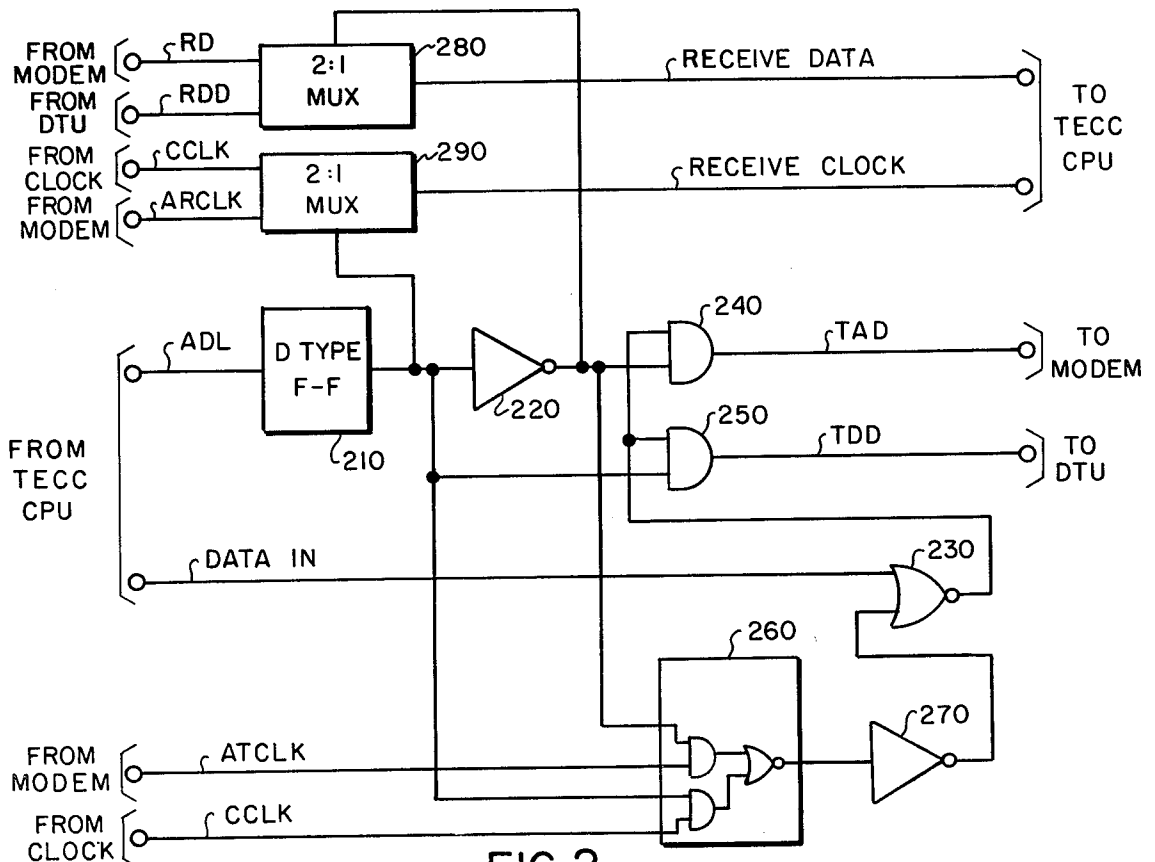 FROM
MODEM
RD
280
2:1
MUX
RECEIVE DATA
FROM
DTU
RDD
TO
TECC
CPU
FROM
CLOCK
CCLK
290
2:1
MUX
RECEIVE CLOCK
FROM
MODEM
ARCLK
ADL
D TYPE
F-F
210
220
240
TAD
TO
MODEM
250
TDD
TO
DTU
FROM
TECC
CPU
DATA IN
230
260
270
FROM
MODEM
ATCLK
FROM
CLOCK
CCLK